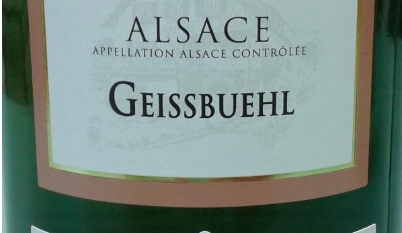 ALSACE
APPELLATION ALSACE CONTRÔLÉE
GEISSBUEHL